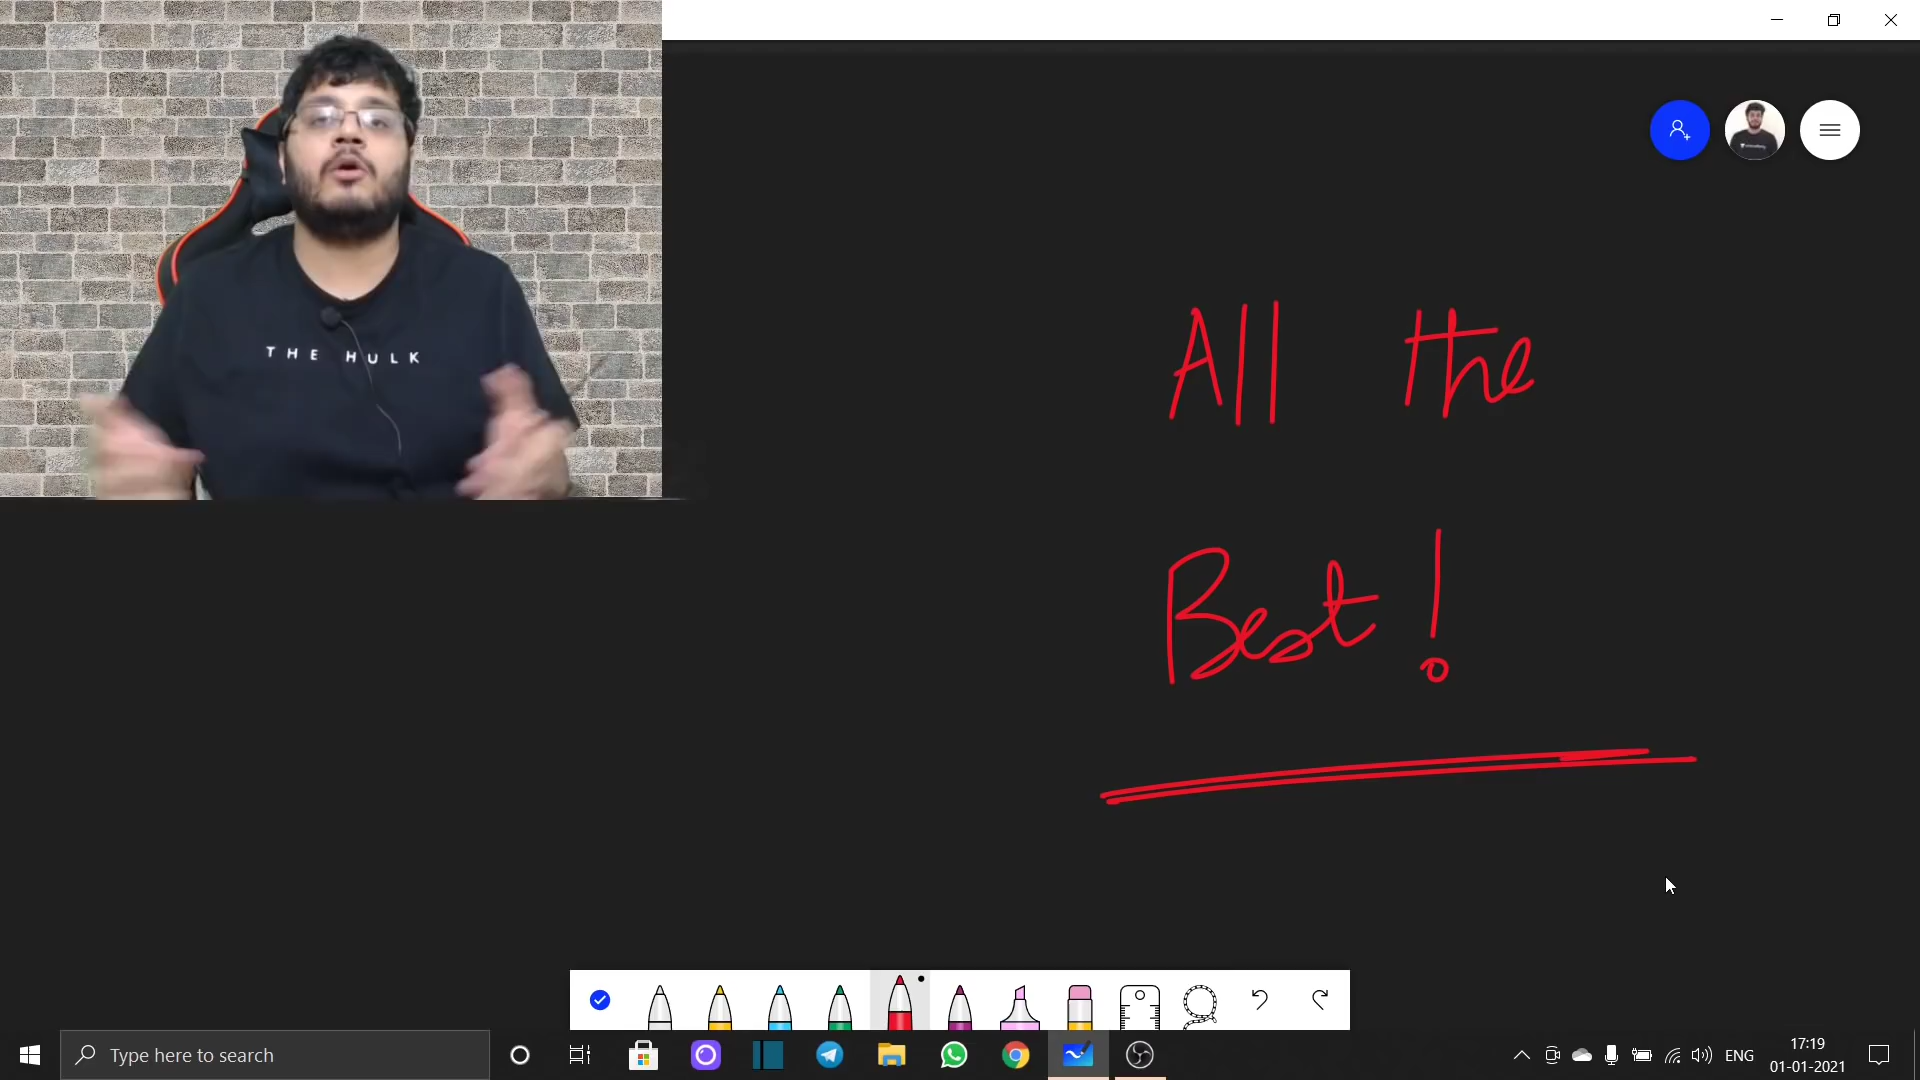 THE HULK
All the
Best!
Type here to search
ENG
17:19
01-01-2021